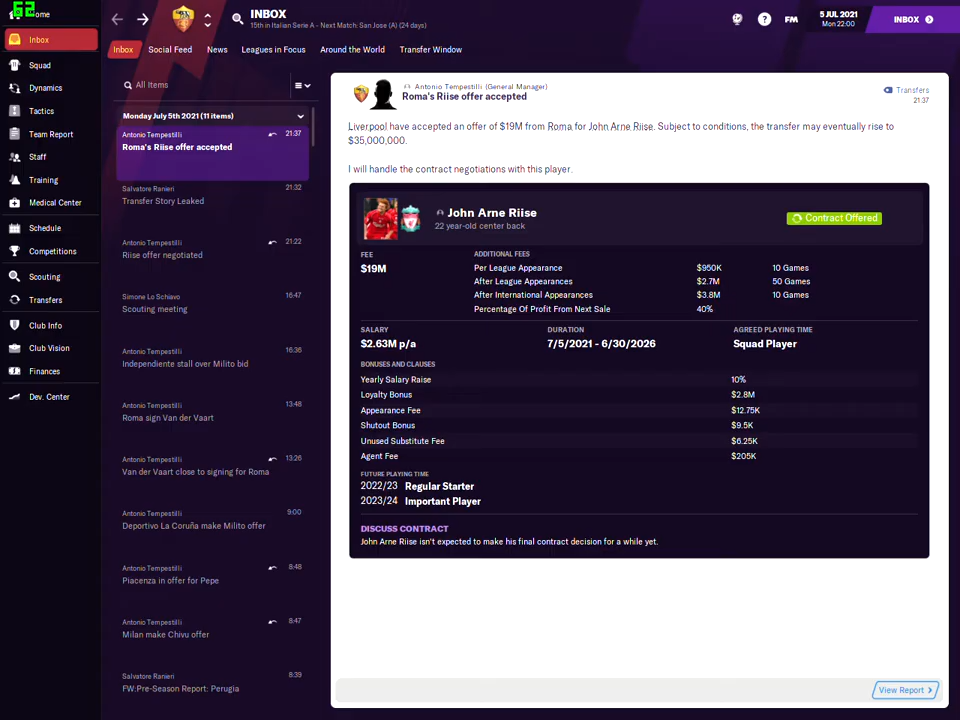 62
ome
INBOX
15th in Italian Serie A - Next Match: San Jose (A) (24 days)
?
FM
5 JUL 2021
Mon 22:00
INBOX
Inbox
Squad
Dynamics
Tactics
Team Report
Staff
Training
Medical Center
Schedule
Competitions
Scouting
Transfers
Club Info
Club Vision
Finances
Dev. Center
Inbox
Social Feed
News
Leagues in Focus
Around the World
Transfer Window
All Items
Monday July 5th 2021 (11 items)
Antonio Tempestilli 21:37
Roma's Riise offer accepted
Salvatore Ranieri 21:32
Transfer Story Leaked
Antonio Tempestilli 21:22
Riise offer negotiated
Simone Lo Schiavo 16:47
Scouting meeting
Antonio Tempestilli 16:36
Independiente stall over Milito bid
Antonio Tempestilli 13:48
Roma sign Van der Vaart
Antonio Tempestilli 13:26
Van der Vaart close to signing for Roma
Antonio Tempestilli 9:00
Deportivo La Coruña make Milito offer
Antonio Tempestilli 8:48
Piacenza in offer for Pepe
Antonio Tempestilli 8:47
Milan make Chivu offer
Salvatore Ranieri 8:39
FW:Pre-Season Report: Perugia
Antonio Tempestilli (General Manager)
Roma's Riise offer accepted
Transfers
21:37
Liverpool have accepted an offer of $19M from Roma for John Arne Riise. Subject to conditions, the transfer may eventually rise to
$35,000,000.
I will handle the contract negotiations with this player.
John Arne Riise
22 year-old center back
Contract Offered
FEE
$19M
ADDITIONAL FEES
Per League Appearance $950K 10 Games
After League Appearances $2.7M 50 Games
After International Appearances $3.8M 10 Games
Percentage Of Profit From Next Sale 40%
SALARY DURATION AGREED PLAYING TIME
$2.63M p/a 7/5/2021 - 6/30/2026 Squad Player
BONUSES AND CLAUSES
Yearly Salary Raise 10%
Loyalty Bonus $2.8M
Appearance Fee $12.75K
Shutout Bonus $9.5K
Unused Substitute Fee $6.25K
Agent Fee $205K
FUTURE PLAYING TIME
2022/23 Regular Starter
2023/24 Important Player
DISCUSS CONTRACT
John Arne Riise isn't expected to make his final contract decision for a while yet.
View Report